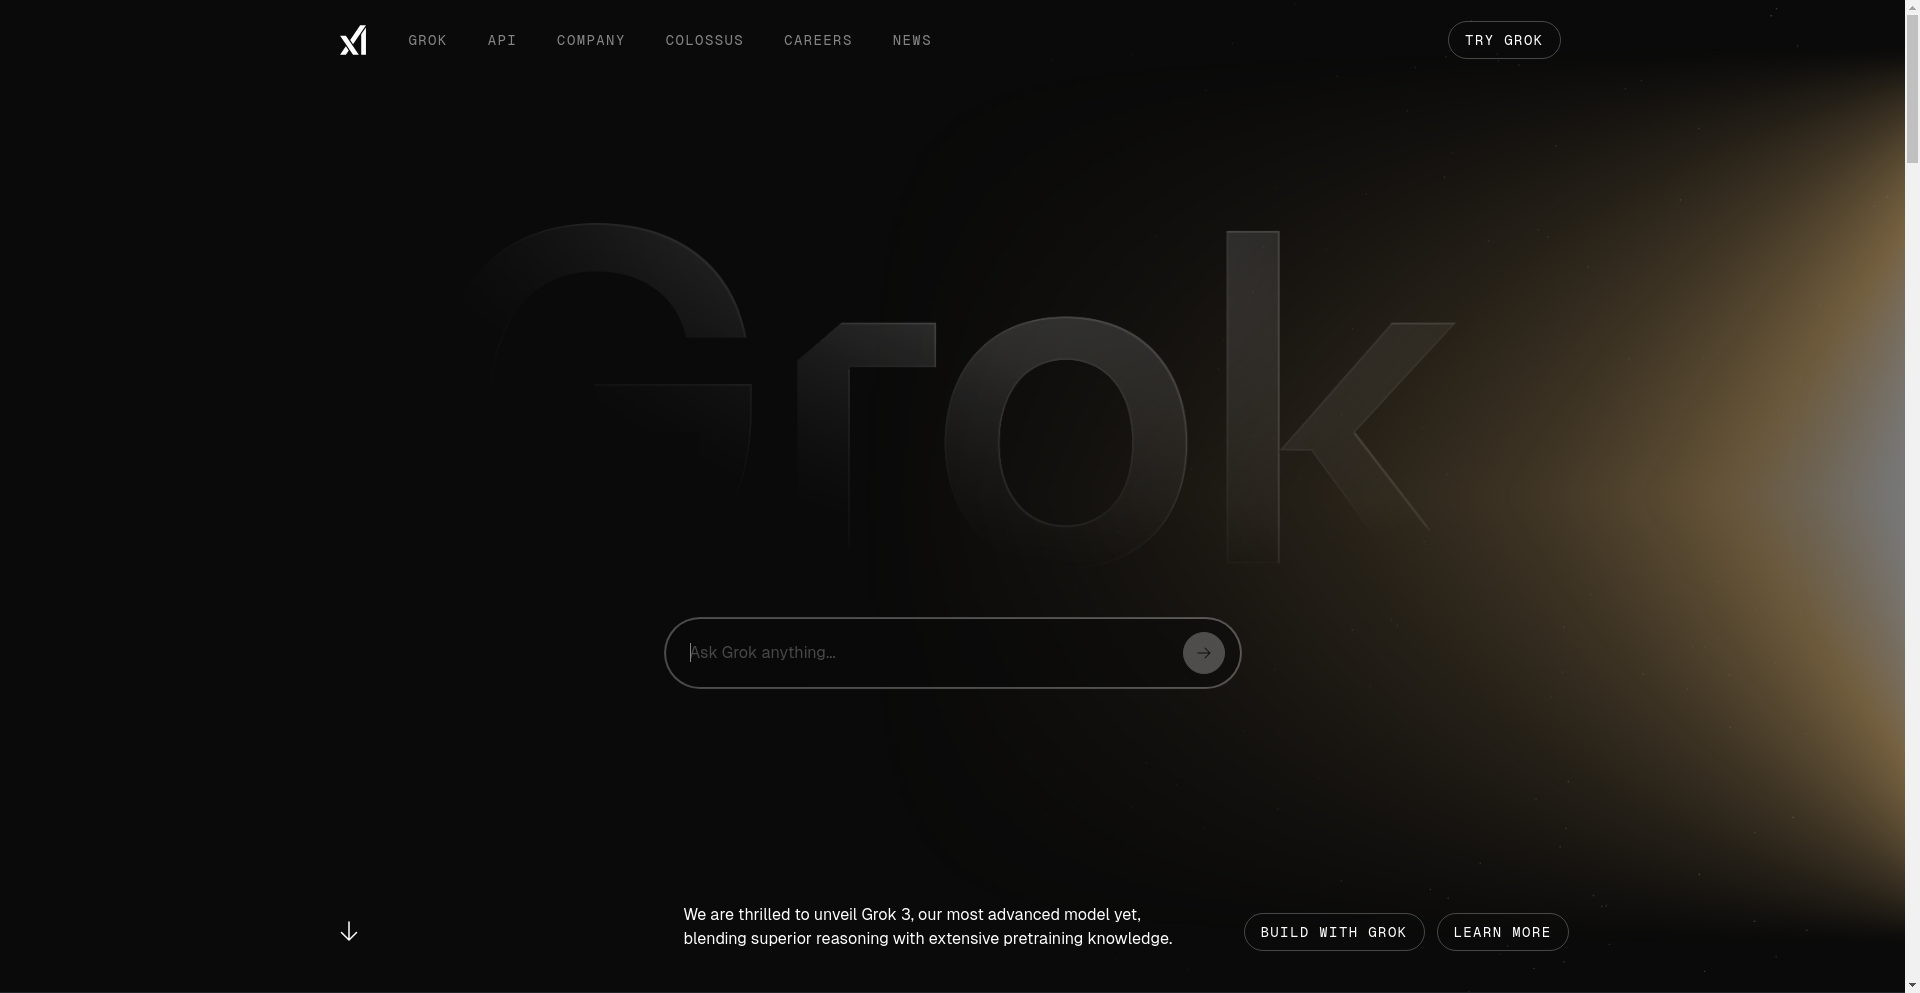 xAI
GROK
API
COMPANY
COLOSSUS
CAREERS
NEWS
TRY GROK
Grok
Ask Grok anything...
We are thrilled to unveil Grok 3, our most advanced model yet,
blending superior reasoning with extensive pretraining knowledge.
BUILD WITH GROK
LEARN MORE